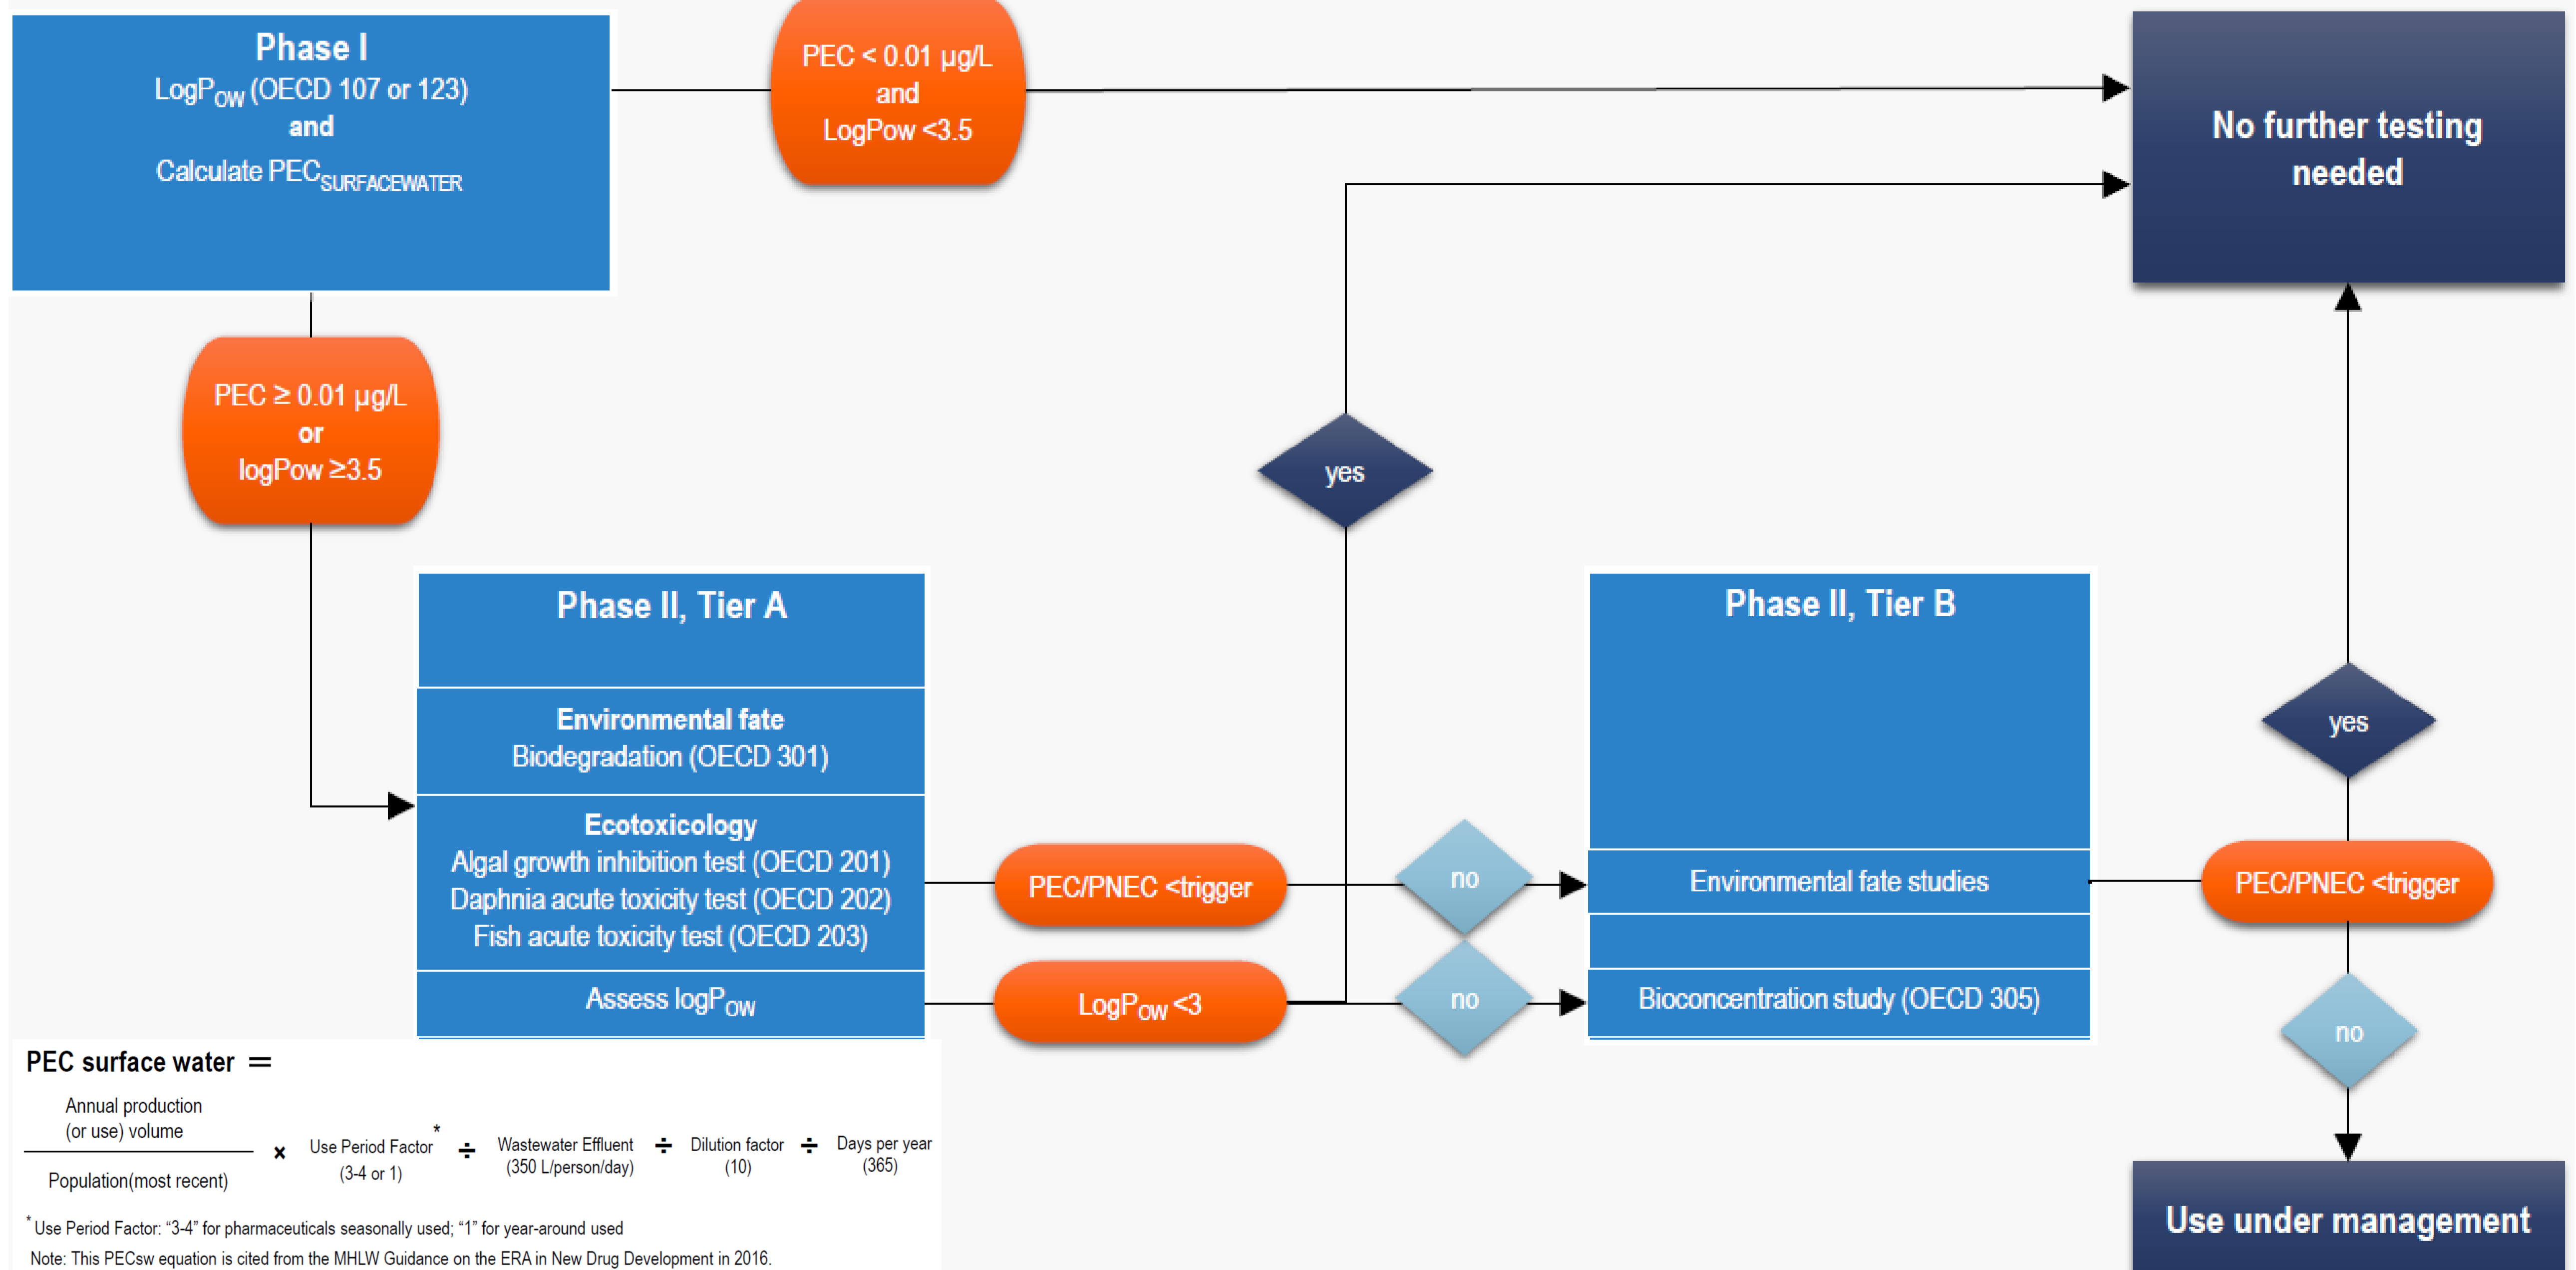 Phase I
LogPOW (OECD 107 or 123)
and
Calculate PECSURFACEWATER
PEC < 0.01 µg/L
and
LogPow <3.5
No further testing
needed
PEC ≥ 0.01 µg/L
or
logPow ≥3.5
yes
Phase II, Tier A
Environmental fate
Biodegradation (OECD 301)
Ecotoxicology
Algal growth inhibition test (OECD 201)
Daphnia acute toxicity test (OECD 202)
Fish acute toxicity test (OECD 203)
Assess logPOW
PEC/PNEC <trigger
LogPOW <3
no
no
Phase II, Tier B
Environmental fate studies
Bioconcentration study (OECD 305)
yes
PEC/PNEC <trigger
no
Use under management
PEC surface water =
Annual production
(or use) volume
Population(most recent)
×
Use Period Factor*
(3-4 or 1)
÷
Wastewater Effluent
(350 L/person/day)
÷
Dilution factor
(10)
÷
Days per year
(365)
* Use Period Factor: “3-4” for pharmaceuticals seasonally used; “1” for year-around used
Note: This PECsw equation is cited from the MHLW Guidance on the ERA in New Drug Development in 2016.